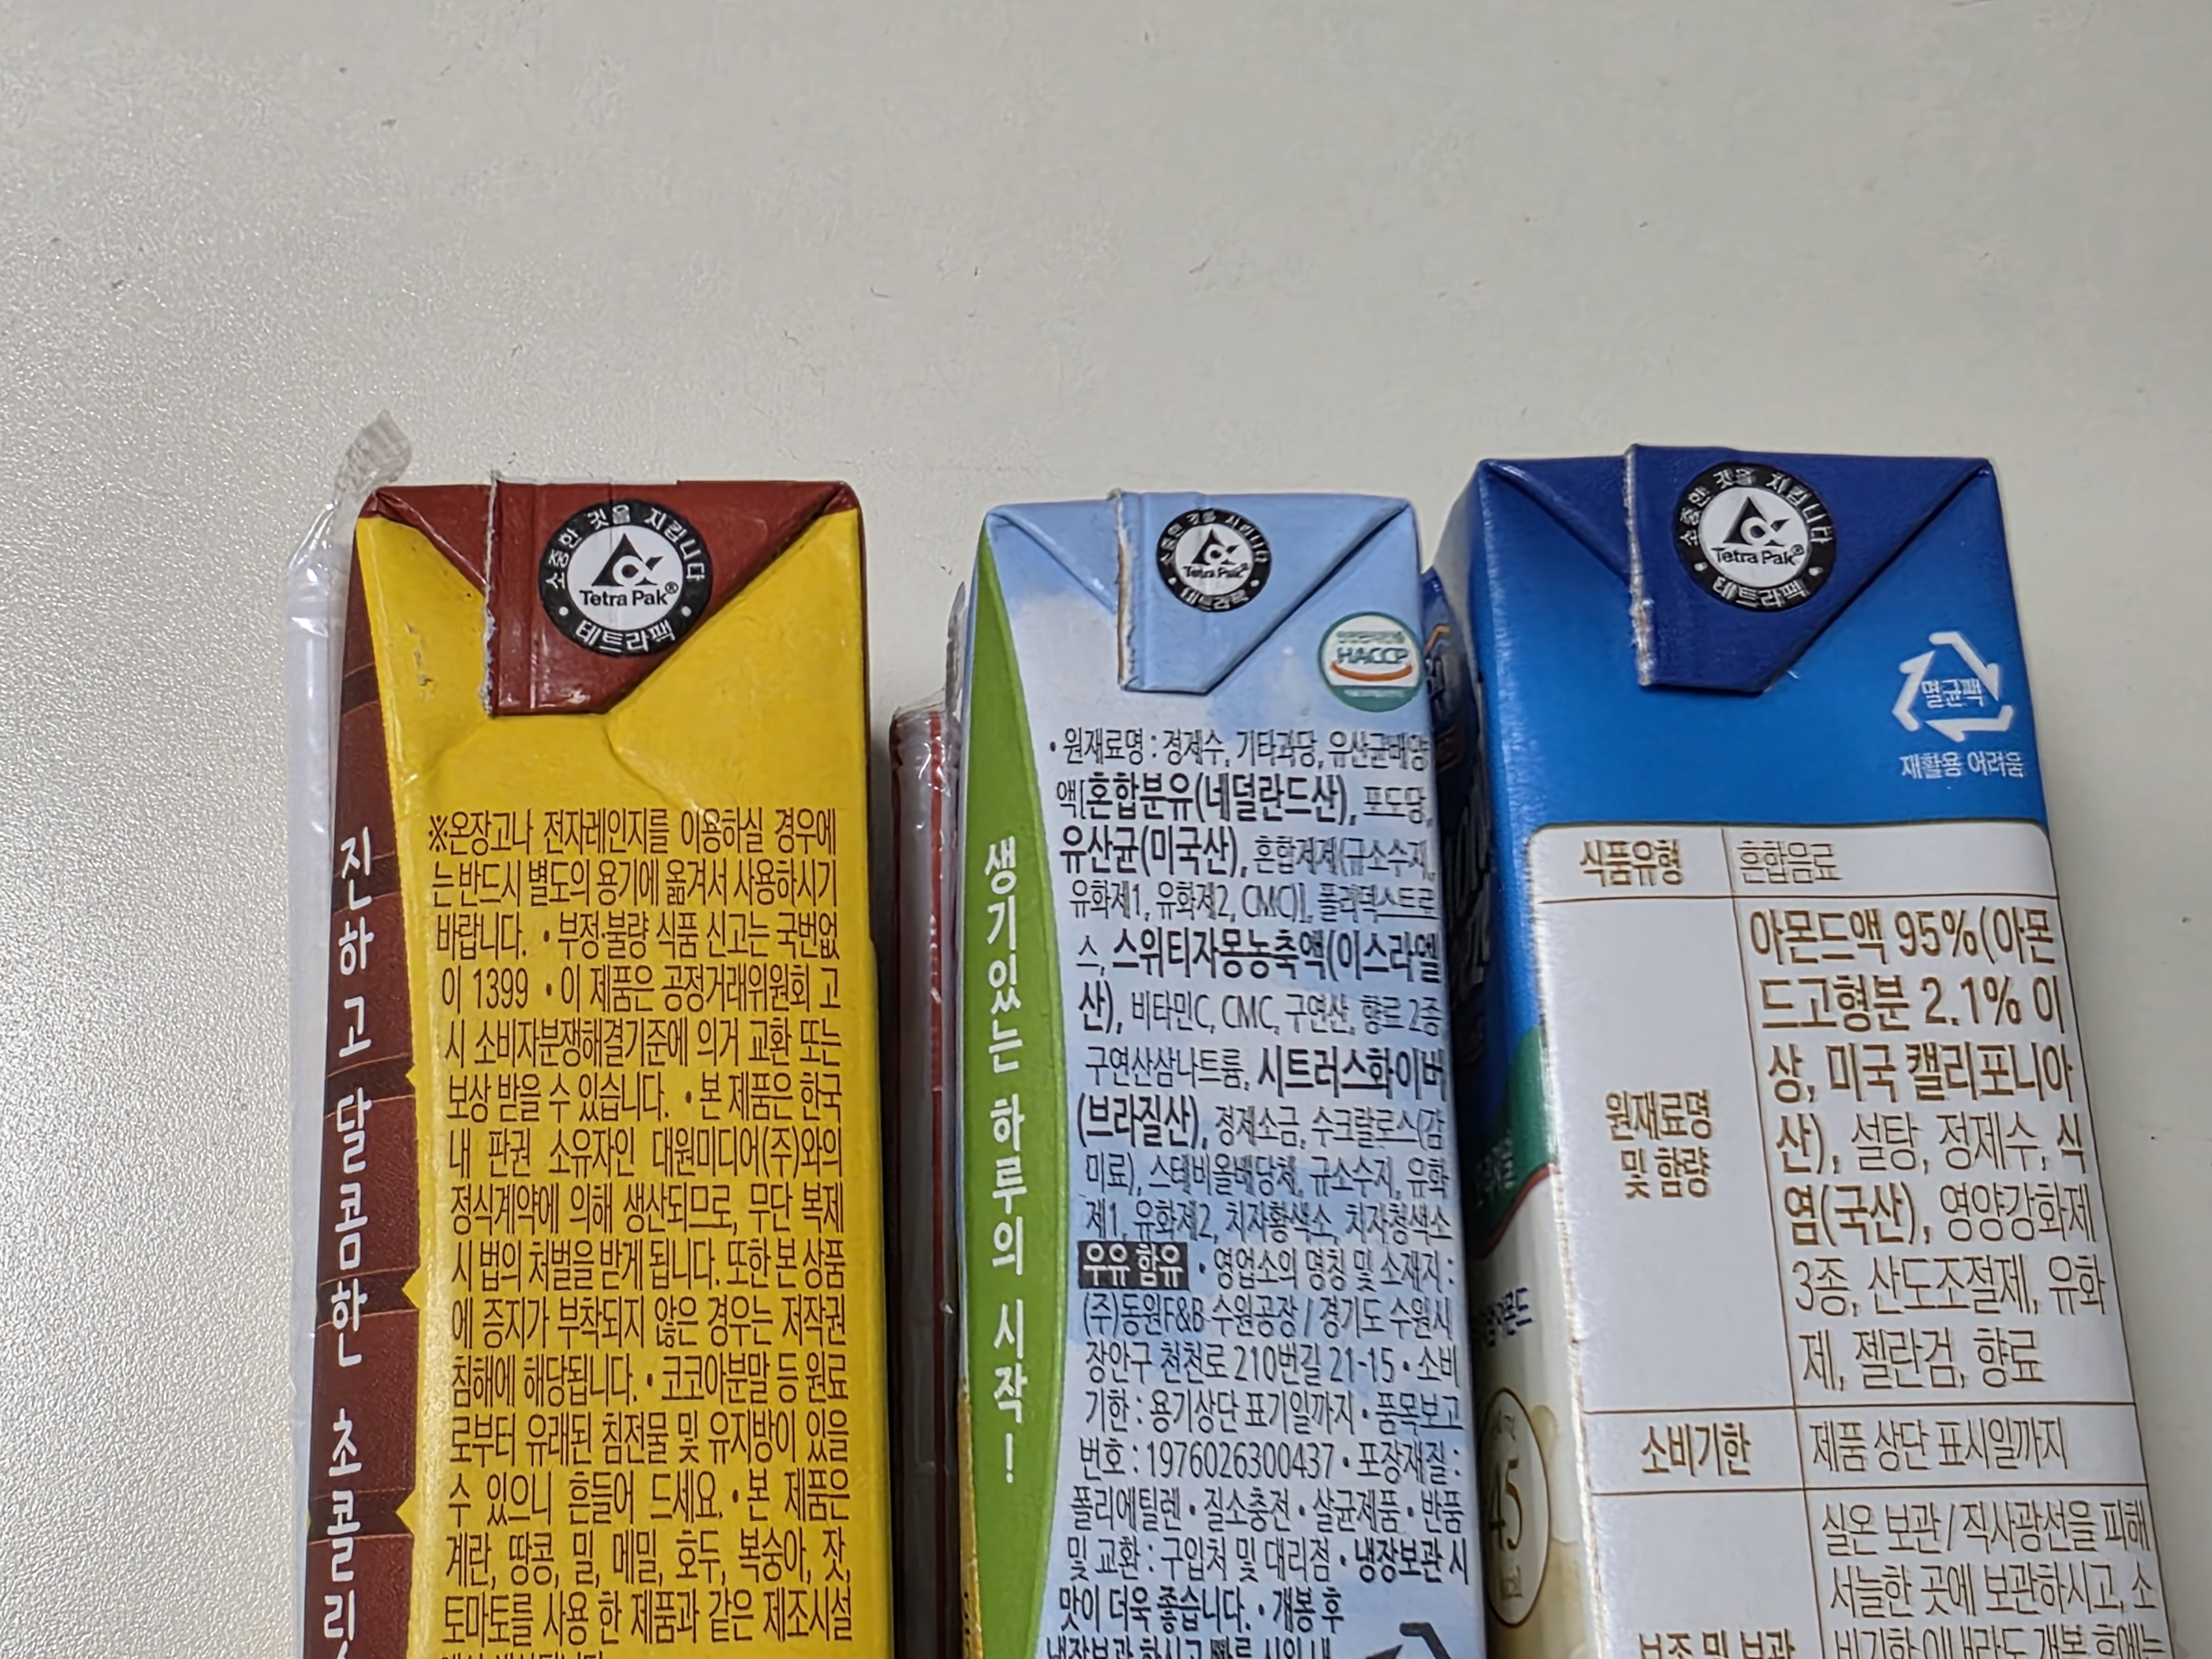 소중한 것을 지킵니다
Tetra Pak®
• 테트라팩 •
진하고 달콤한 초콜릿
※온장고나 전자레인지를 이용하실 경우에
는 반드시 별도의 용기에 옮겨서 사용하시기
바랍니다. • 부정·불량 식품 신고는 국번없
이 1399 • 이 제품은 공정거래위원회 고
시 소비자분쟁해결기준에 의거 교환 또는
보상 받을 수 있습니다. • 본 제품은 한국
내 판권 소유자인 대원미디어(주)와의
정식계약에 의해 생산되므로, 무단 복제
시 법의 처벌을 받게 됩니다. 또한 본 상품
에 증지가 부착되지 않은 경우는 저작권
침해에 해당됩니다. • 코코아분말 등 원료
로부터 유래된 침전물 및 유지방이 있을
수 있으니 흔들어 드세요. • 본 제품은
계란, 땅콩, 밀, 메밀, 호두, 복숭아, 잣,
토마토를 사용 한 제품과 같은 제조시설
소중한 것을 지킵니다
Tetra Pak®
• 테트라팩 •
HACCP
생기있는 하루의 시작!
• 원재료명 : 정제수, 기타과당, 유산균배양
액[혼합분유(네덜란드산), 포도당,
유산균(미국산), 혼합제제(규소수지,
유화제1, 유화제2, CMC)], 폴리덱스트로
스, 스위티자몽농축액(이스라엘
산), 비타민C, CMC, 구연산, 향료 2종
구연산삼나트륨, 시트러스화이버
(브라질산), 정제소금, 수크랄로스(감
미료), 스테비올배당체, 규소수지, 유화
제1, 유화제2, 치자황색소, 치자청색소
우유 함유 • 영업소의 명칭 및 소재지 :
(주)동원F&B 수원공장 / 경기도 수원시
장안구 천천로 210번길 21-15 • 소비
기한 : 용기상단 표기일까지 • 품목보고
번호 : 1976026300437 • 포장재질 :
폴리에틸렌 • 질소충전 • 살균제품 • 반품
및 교환 : 구입처 및 대리점 • 냉장보관 시
맛이 더욱 좋습니다. • 개봉 후
소중한 것을 지킵니다
Tetra Pak®
• 테트라팩 •
멸균팩
재활용 어려움
45
식품유형 혼합음료
원재료명
및 함량
아몬드액 95%(아몬
드고형분 2.1% 이
상, 미국 캘리포니아
산), 설탕, 정제수, 식
염(국산), 영양강화제
3종, 산도조절제, 유화
제, 젤란검, 향료
소비기한 제품 상단 표시일까지
실온 보관 / 직사광선을 피해
서늘한 곳에 보관하시고, 소